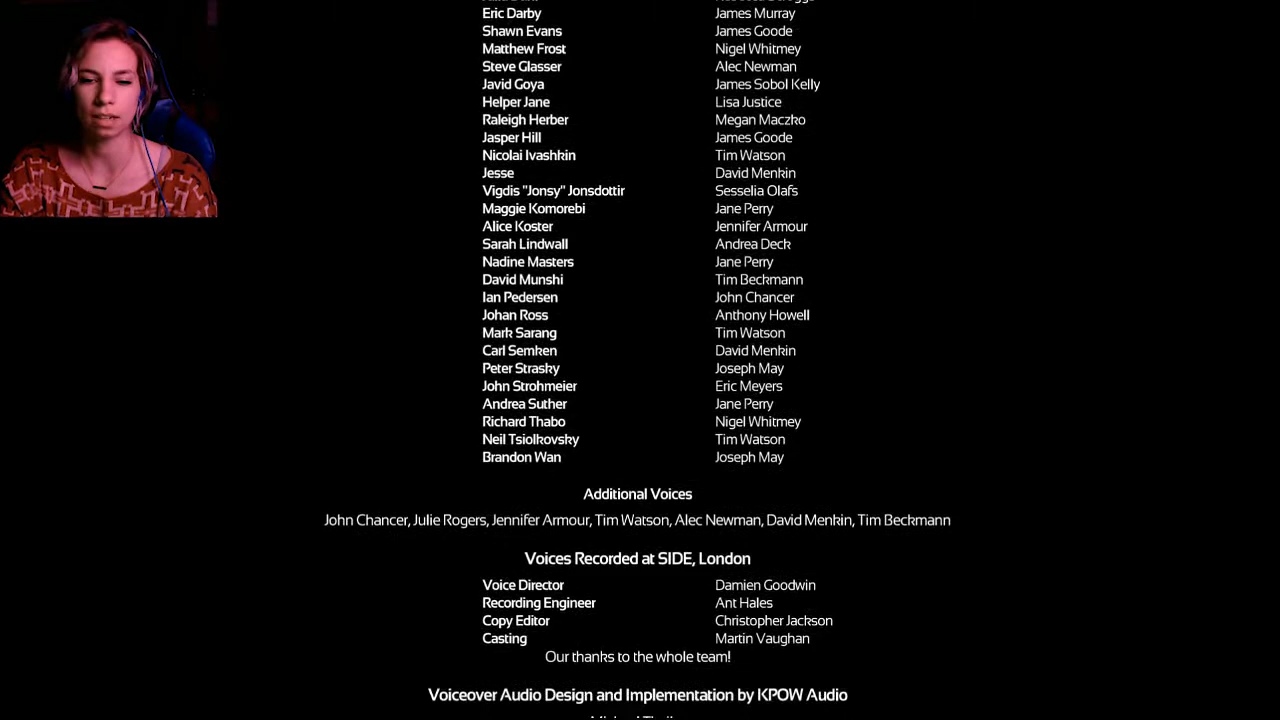 Eric Darby James Murray
Shawn Evans James Goode
Matthew Frost Nigel Whitmey
Steve Glasser Alec Newman
Javid Goya James Sobol Kelly
Helper Jane Lisa Justice
Raleigh Herber Megan Maczko
Jasper Hill James Goode
Nicolai Ivashkin Tim Watson
Jesse David Menkin
Vigdis "Jonsy" Jonsdottir Sesselia Olafs
Maggie Komorebi Jane Perry
Alice Koster Jennifer Armour
Sarah Lindwall Andrea Deck
Nadine Masters Jane Perry
David Munshi Tim Beckmann
Ian Pedersen John Chancer
Johan Ross Anthony Howell
Mark Sarang Tim Watson
Carl Semken David Menkin
Peter Strasky Joseph May
John Strohmeier Eric Meyers
Andrea Suther Jane Perry
Richard Thabo Nigel Whitmey
Neil Tsiolkovsky Tim Watson
Brandon Wan Joseph May
Additional Voices
John Chancer, Julie Rogers, Jennifer Armour, Tim Watson, Alec Newman, David Menkin, Tim Beckmann
Voices Recorded at SIDE, London
Voice Director Damien Goodwin
Recording Engineer Ant Hales
Copy Editor Christopher Jackson
Casting Martin Vaughan
Our thanks to the whole team!
Voiceover Audio Design and Implementation by KPOW Audio